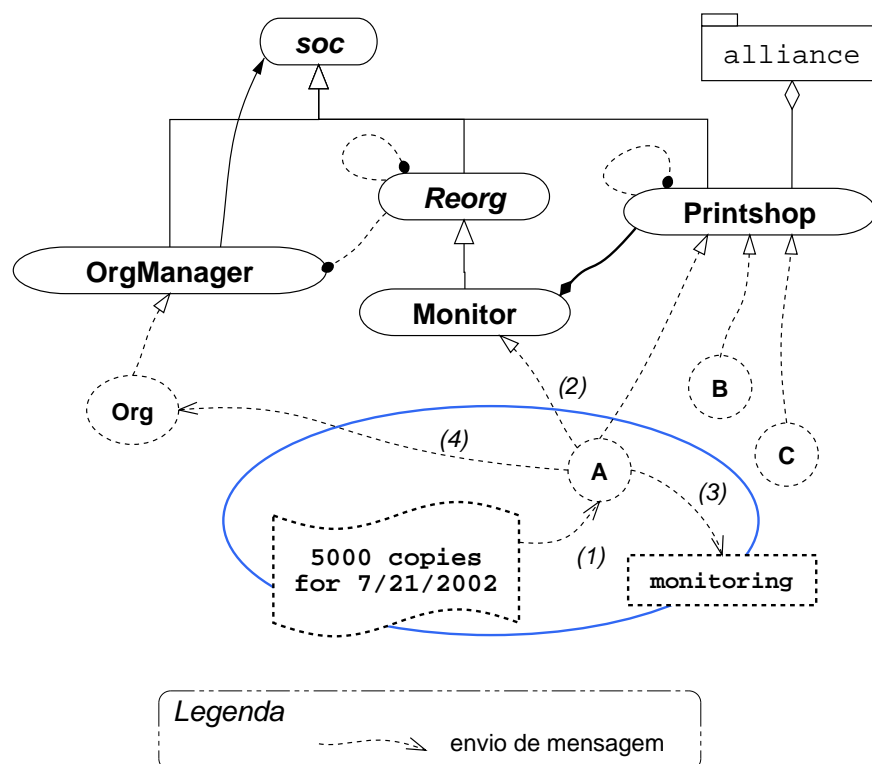 soc
alliance
Reorg
Printshop
OrgManager
Monitor
(2)
B
Org
(4)
A
C
(3)
5000 copies
for 7/21/2002
(1)
monitoring
Legenda
envio de mensagem